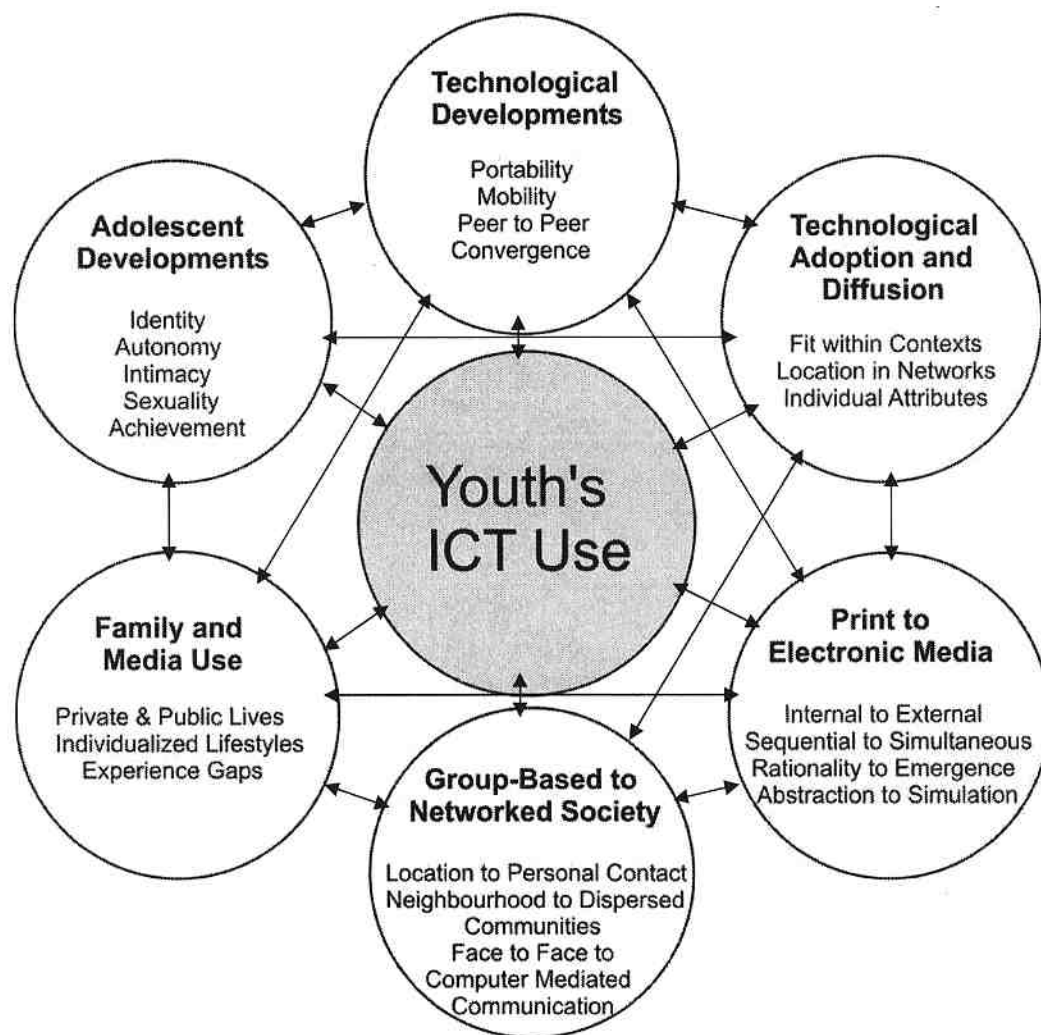 Technological
Developments
Portability
Mobility
Peer to Peer
Convergence
Adolescent
Developments
Identity
Autonomy
Intimacy
Sexuality
Achievement
Technological
Adoption and
Diffusion
Fit within Contexts
Location in Networks
Individual Attributes
Youth's
ICT Use
Family and
Media Use
Private & Public Lives
Individualized Lifestyles
Experience Gaps
Print to
Electronic Media
Internal to External
Sequential to Simultaneous
Rationality to Emergence
Abstraction to Simulation
Group-Based to
Networked Society
Location to Personal Contact
Neighbourhood to Dispersed
Communities
Face to Face to
Computer Mediated
Communication